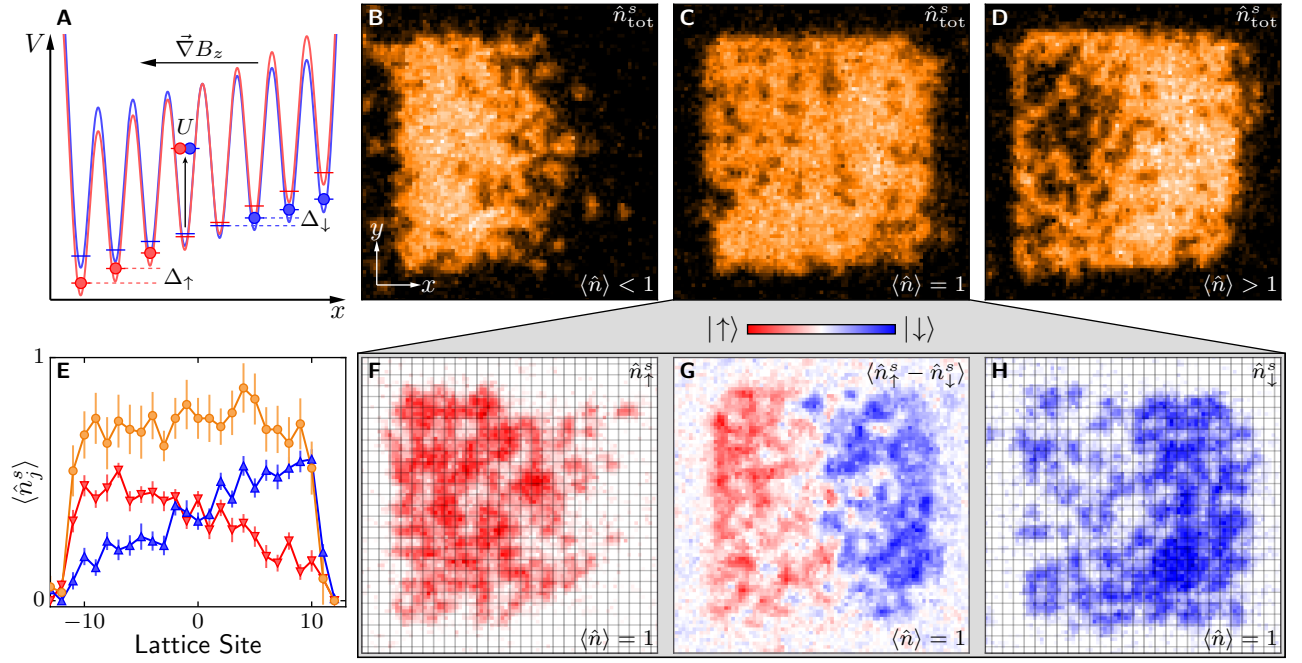 A
V
∇⃗B_z
U
Δ↓
Δ↑
x
B
n̂ˢ_tot
y
x
⟨n̂⟩ < 1
C
n̂ˢ_tot
⟨n̂⟩ = 1
D
n̂ˢ_tot
⟨n̂⟩ > 1
|↑⟩
|↓⟩
E
1
0
⟨n̂ˢ_j⟩
−10
0
10
Lattice Site
F
n̂ˢ_↑
⟨n̂⟩ = 1
G
⟨n̂ˢ_↑ − n̂ˢ_↓⟩
⟨n̂⟩ = 1
H
n̂ˢ_↓
⟨n̂⟩ = 1